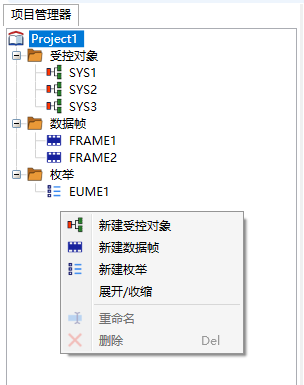 项目管理器
Project1
受控对象
SYS1
SYS2
SYS3
数据帧
FRAME1
FRAME2
枚举
EUME1
新建受控对象
新建数据帧
新建枚举
展开/收缩
重命名
删除 Del